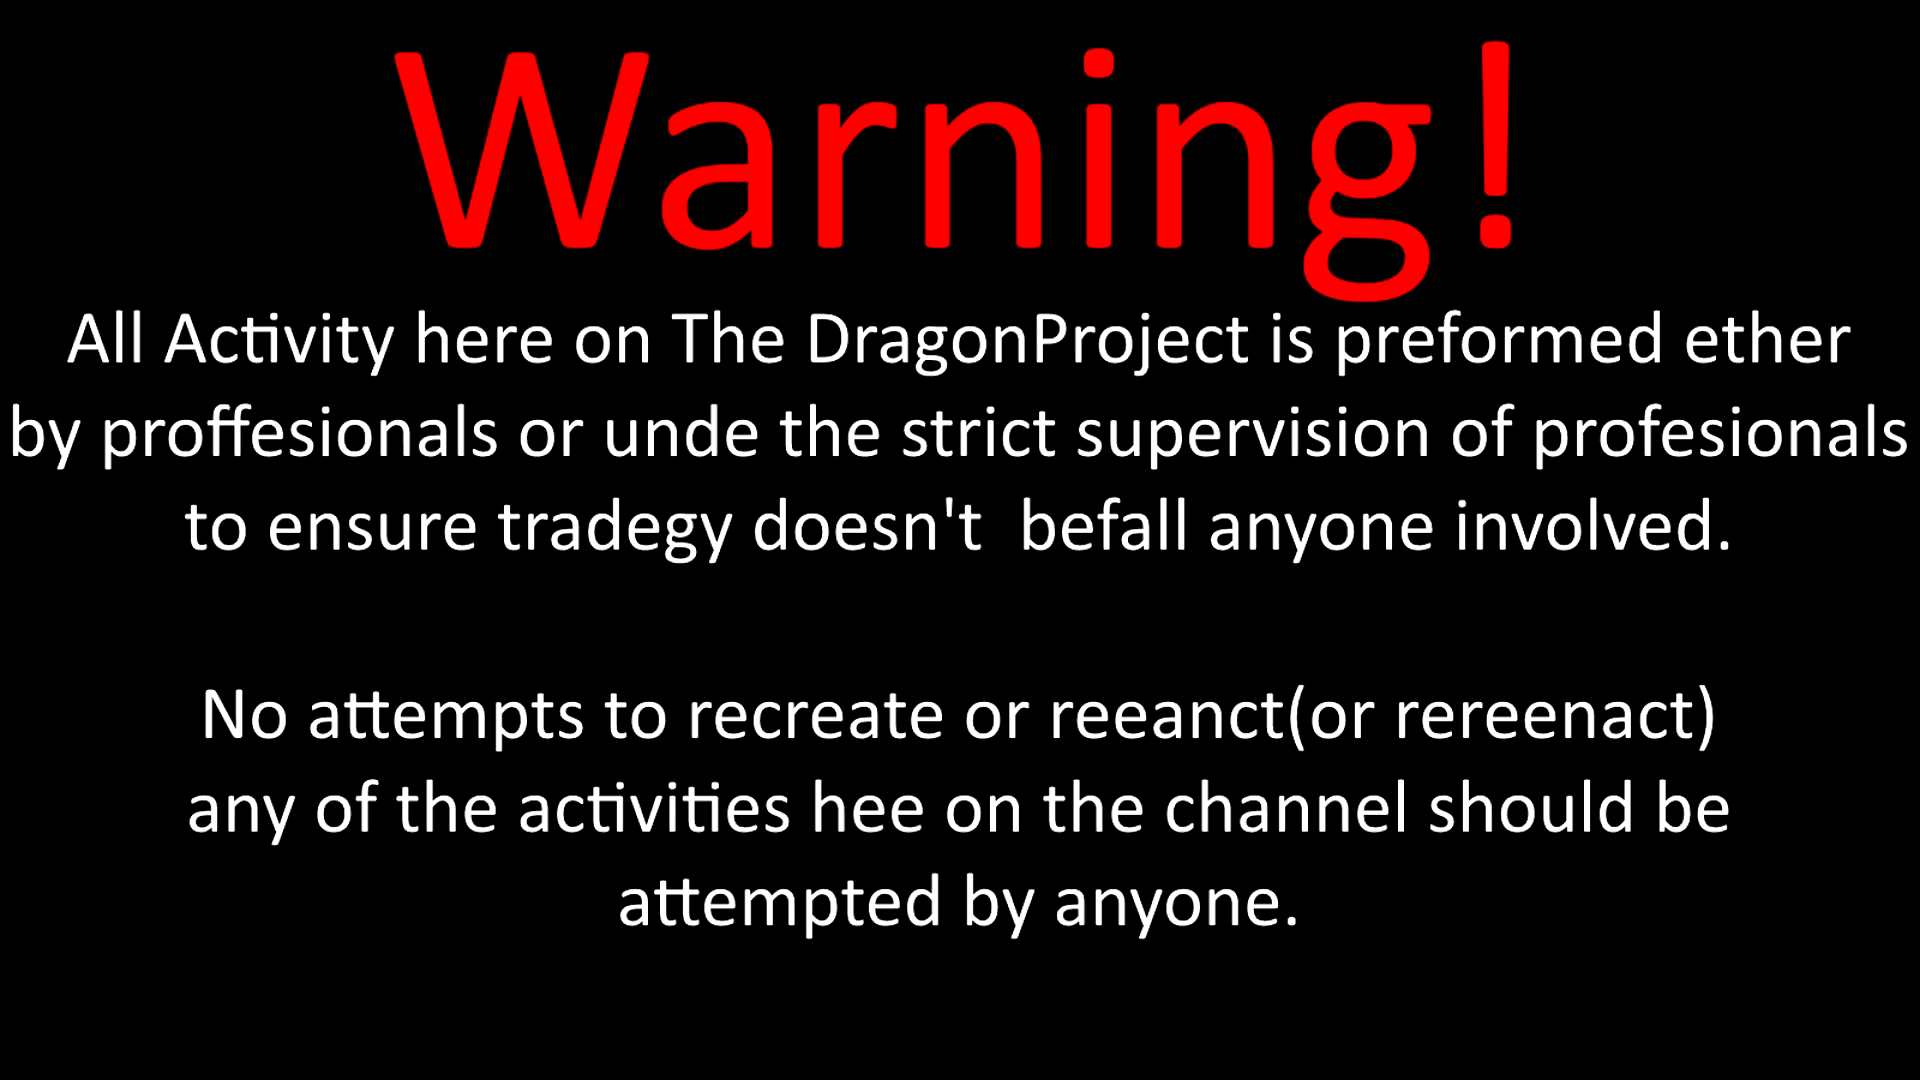 Warning!
All Activity here on The DragonProject is preformed ether
by proffesionals or unde the strict supervision of profesionals
to ensure tradegy doesn't  befall anyone involved.
No attempts to recreate or reeanct(or rereenact)
any of the activities hee on the channel should be
attempted by anyone.